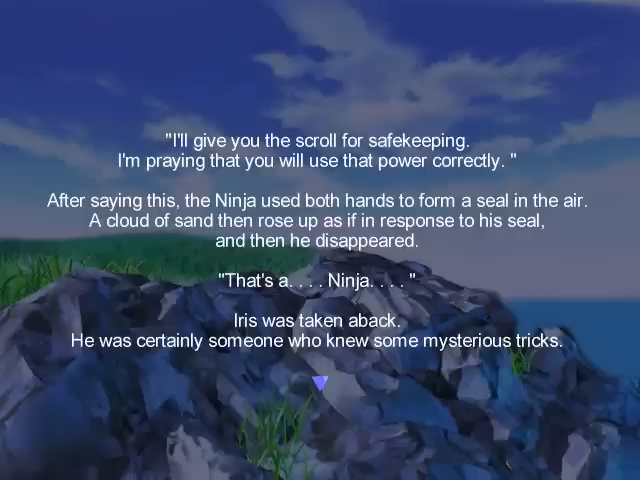 "I'll give you the scroll for safekeeping.
I'm praying that you will use that power correctly. "
After saying this, the Ninja used both hands to form a seal in the air.
A cloud of sand then rose up as if in response to his seal,
and then he disappeared.
"That's a. . . . Ninja. . . . "
Iris was taken aback.
He was certainly someone who knew some mysterious tricks.